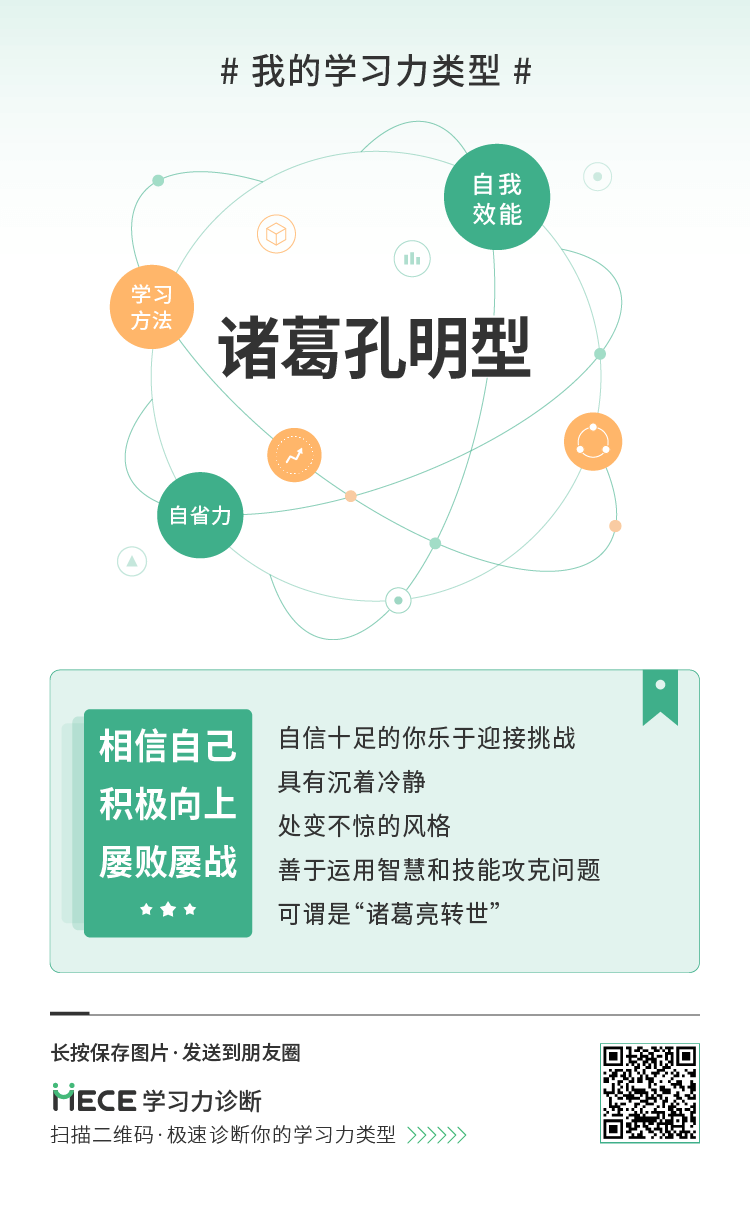 # 我的学习力类型 #
自我
效能
学习
方法
诸葛孔明型
自省力
相信自己
积极向上
屡败屡战
自信十足的你乐于迎接挑战
具有沉着冷静
处变不惊的风格
善于运用智慧和技能攻克问题
可谓是“诸葛亮转世”
长按保存图片·发送到朋友圈
MECE 学习力诊断
扫描二维码·极速诊断你的学习力类型